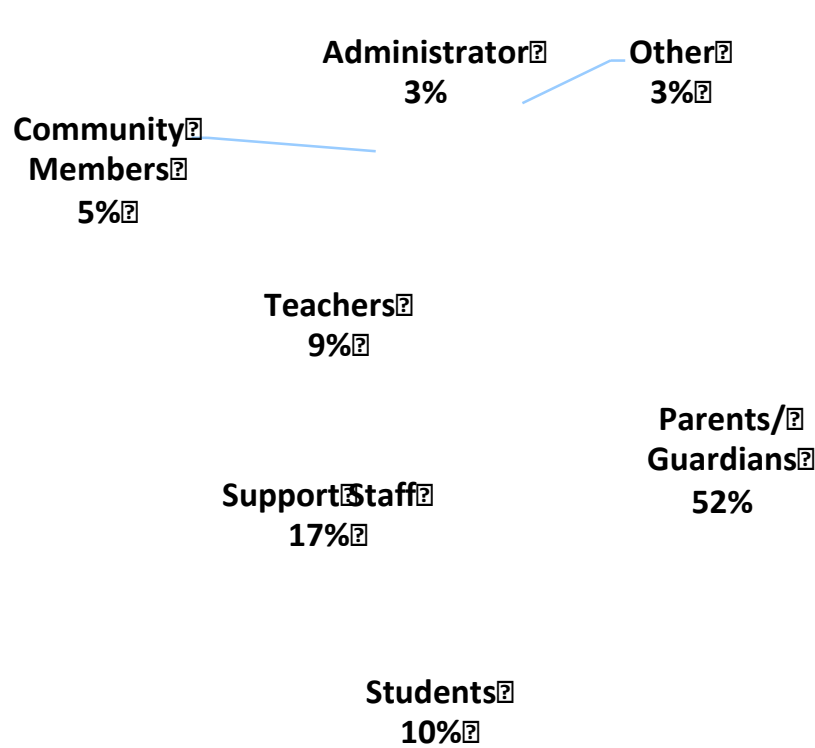 Administrator
3%
Other
3%
Community
Members
5%
Teachers
9%
Parents/
Guardians
52%
Support Staff
17%
Students
10%